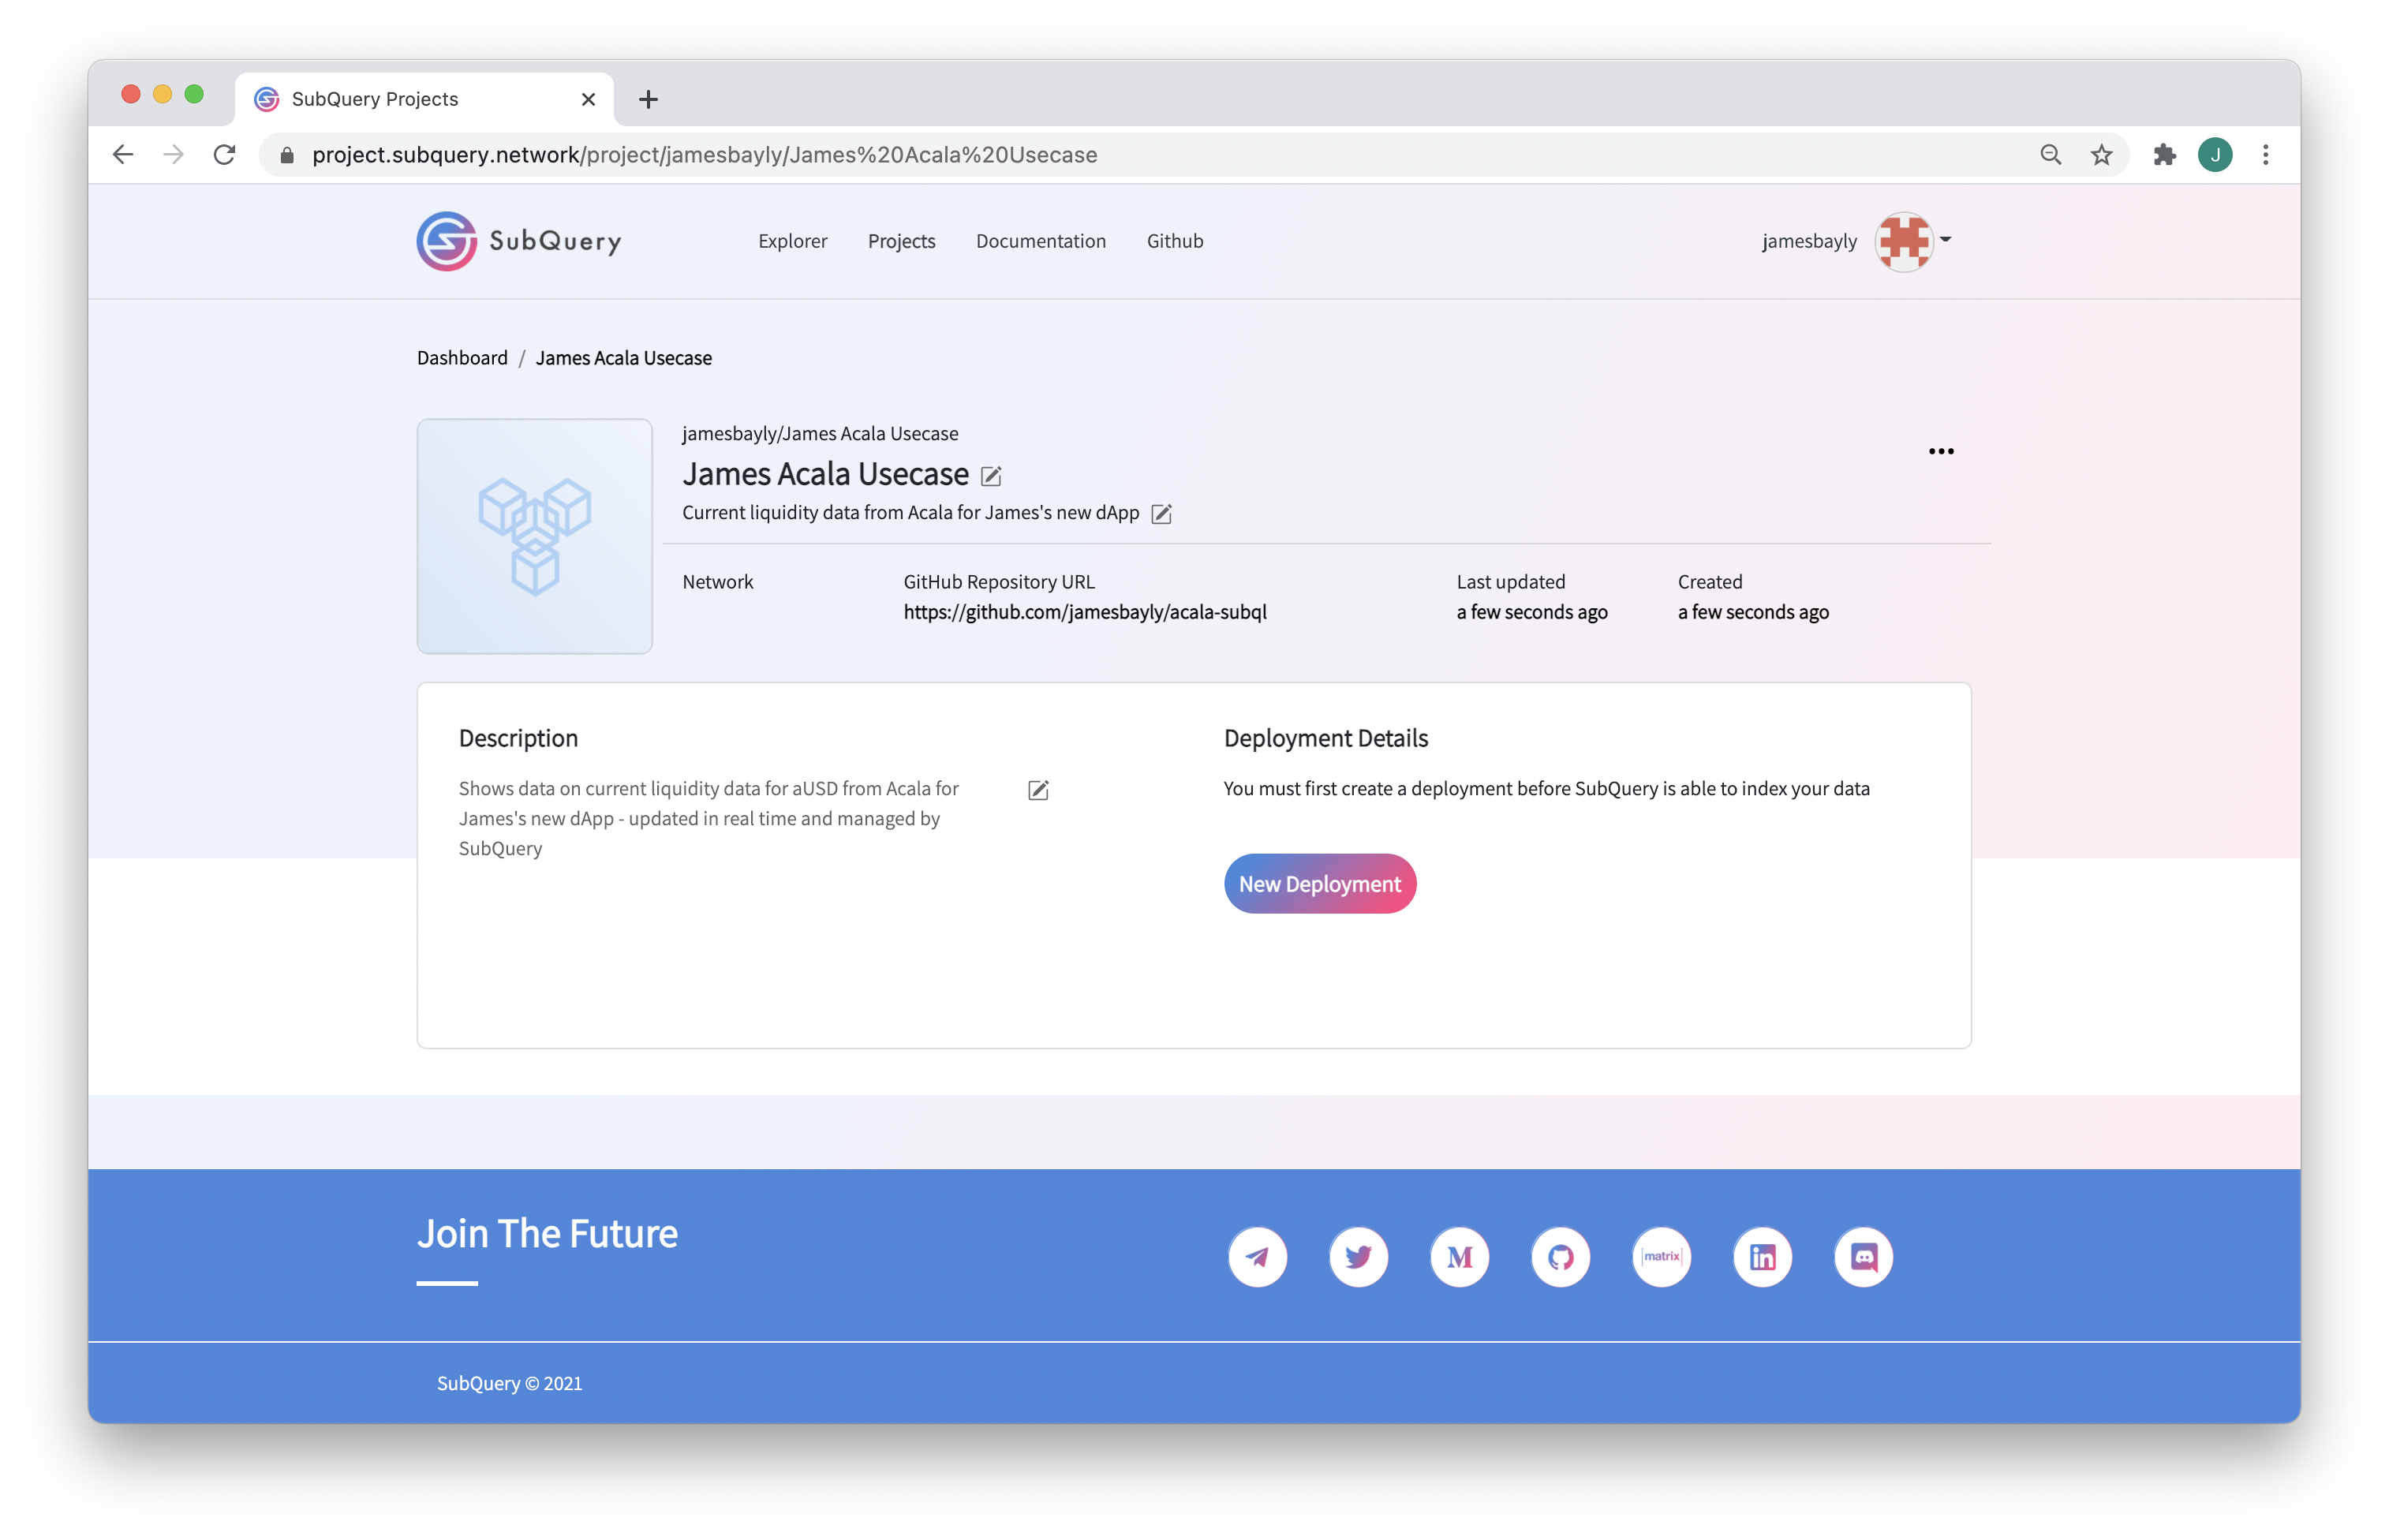 SubQuery Projects
project.subquery.network/project/jamesbayly/James%20Acala%20Usecase
J
SubQuery
Explorer
Projects
Documentation
Github
jamesbayly
Dashboard / James Acala Usecase
jamesbayly/James Acala Usecase
James Acala Usecase
Current liquidity data from Acala for James's new dApp
Network
GitHub Repository URL
https://github.com/jamesbayly/acala-subql
Last updated
a few seconds ago
Created
a few seconds ago
Description
Shows data on current liquidity data for aUSD from Acala for
James's new dApp - updated in real time and managed by
SubQuery
Deployment Details
You must first create a deployment before SubQuery is able to index your data
New Deployment
Join The Future
M
[matrix]
in
SubQuery © 2021